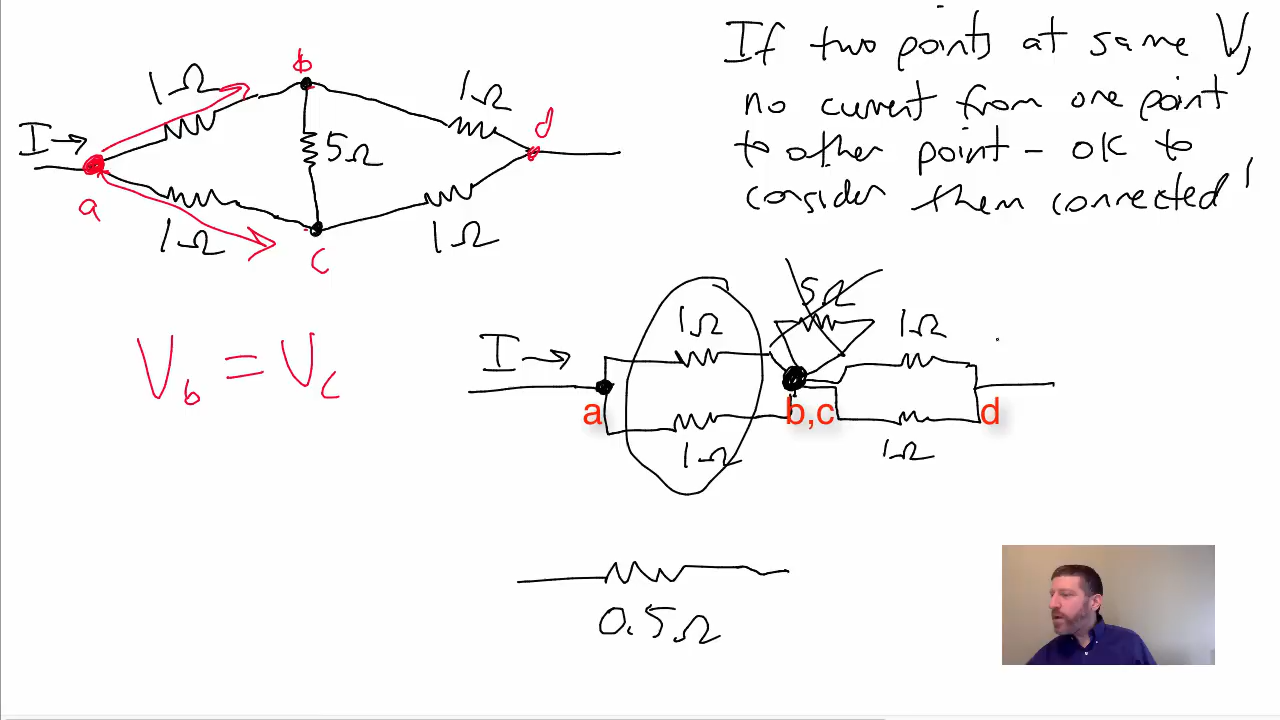 If two points at same V,
no current from one point
to other point – OK to
consider them connected!
b
1Ω
1Ω
d
I →
5Ω
a
1Ω
1Ω
c
V_b = V_c
5Ω
1Ω
1Ω
I →
a
b,c
d
1Ω
1Ω
0.5Ω